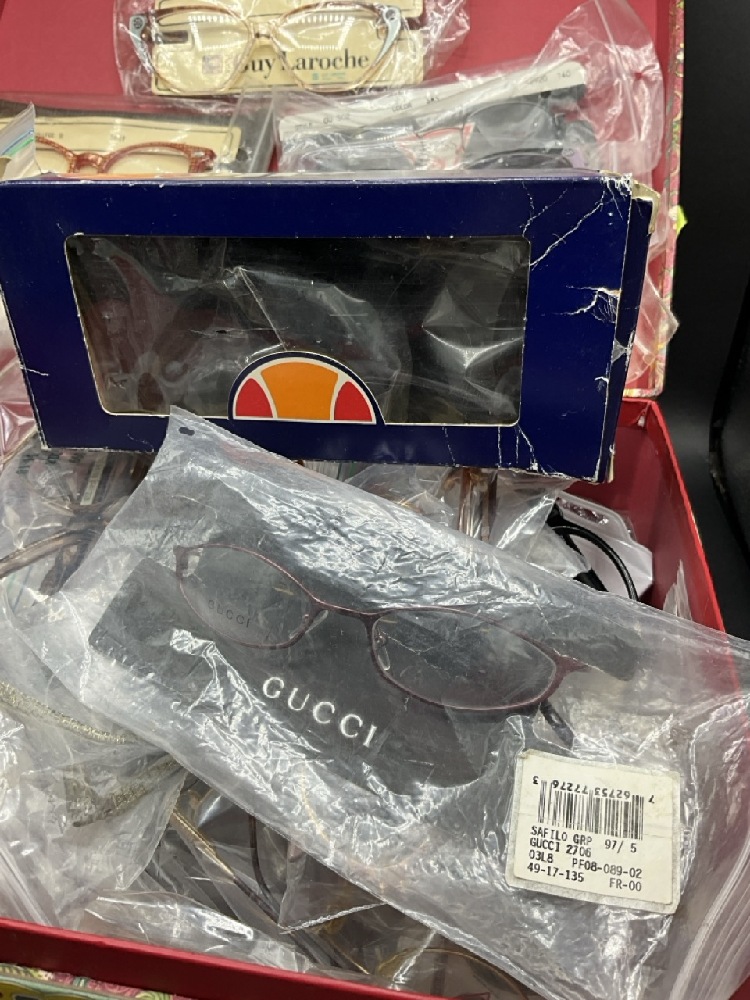 Guy Laroche
GUCCI
GUCCI
7 62753 77276 3
SAFILO GRP 97/ 5
GUCCI 2706
03L8 PF08-089-02
49-17-135 FR-00